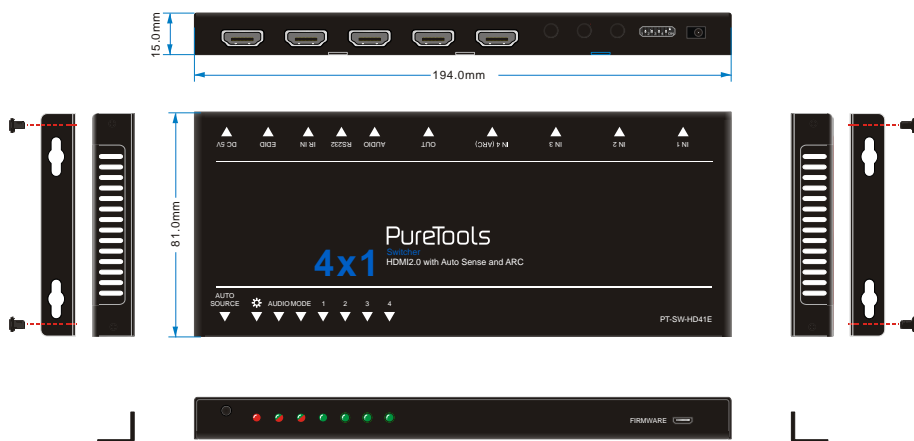 15.0mm
194.0mm
81.0mm
DC 5V EDID IR IN RS232 AUDIO OUT IN 4 (ARC) IN 3 IN 2 IN 1
PureTools
4x1
Switcher
HDMI2.0 with Auto Sense and ARC
AUTO
SOURCE AUDIO MODE 1 2 3 4
PT-SW-HD41E
FIRMWARE